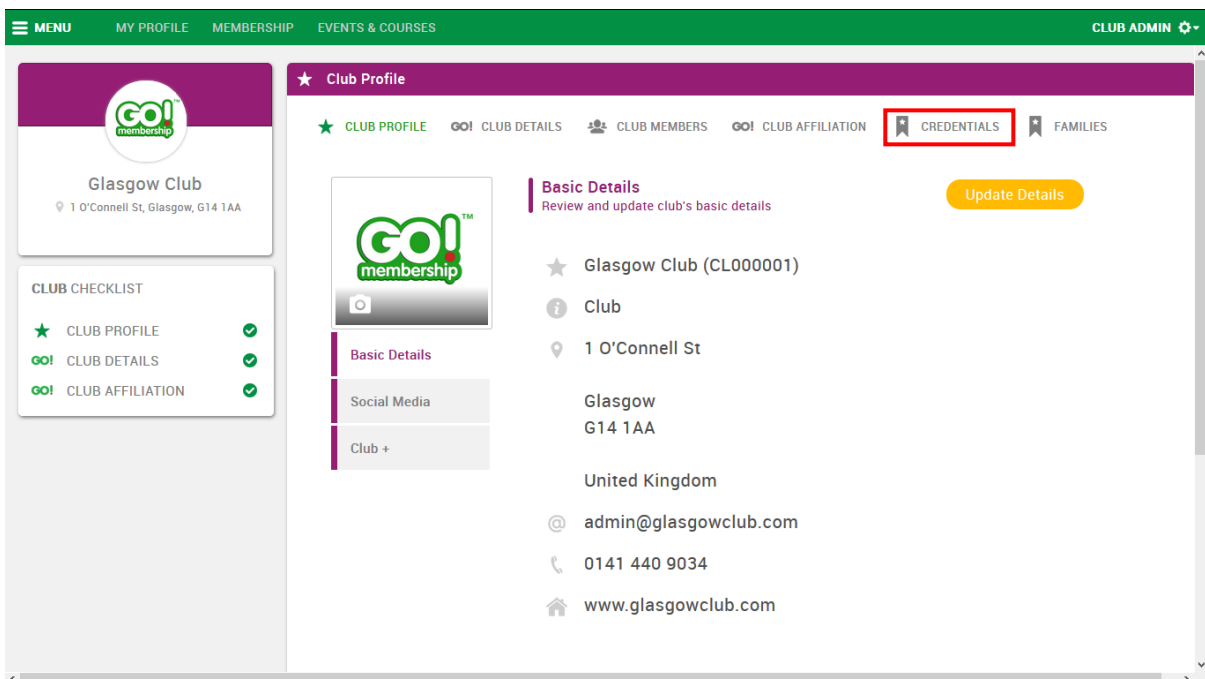 MENU MY PROFILE MEMBERSHIP EVENTS & COURSES CLUB ADMIN
GO!™
membership
Glasgow Club
1 O'Connell St, Glasgow, G14 1AA
CLUB CHECKLIST
CLUB PROFILE
GO! CLUB DETAILS
GO! CLUB AFFILIATION
Club Profile
CLUB PROFILE GO! CLUB DETAILS CLUB MEMBERS GO! CLUB AFFILIATION CREDENTIALS FAMILIES
GO!™
membership
Basic Details
Social Media
Club +
Basic Details
Review and update club's basic details
Update Details
Glasgow Club (CL000001)
Club
1 O'Connell St
Glasgow
G14 1AA
United Kingdom
@ admin@glasgowclub.com
0141 440 9034
www.glasgowclub.com